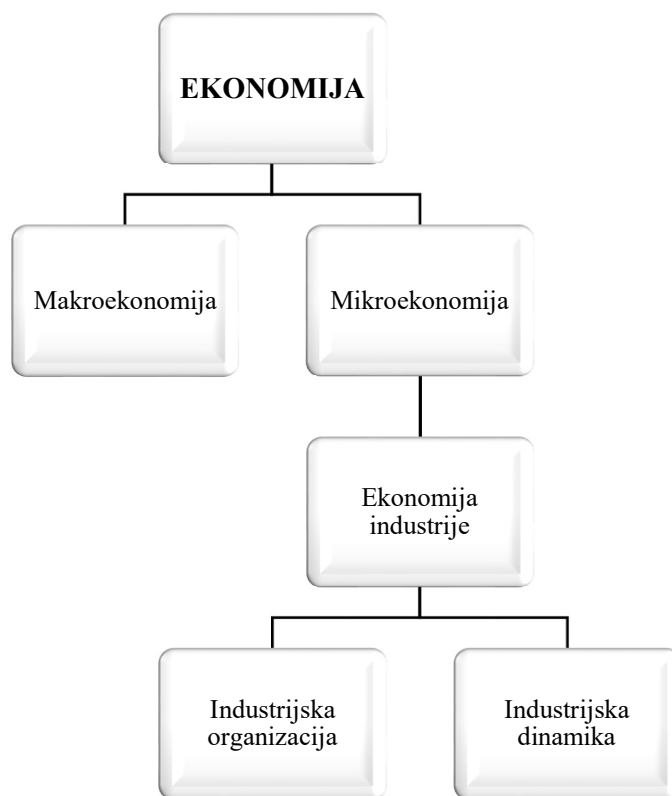 EKONOMIJA
Makroekonomija
Mikroekonomija
Ekonomija
industrije
Industrijska
organizacija
Industrijska
dinamika